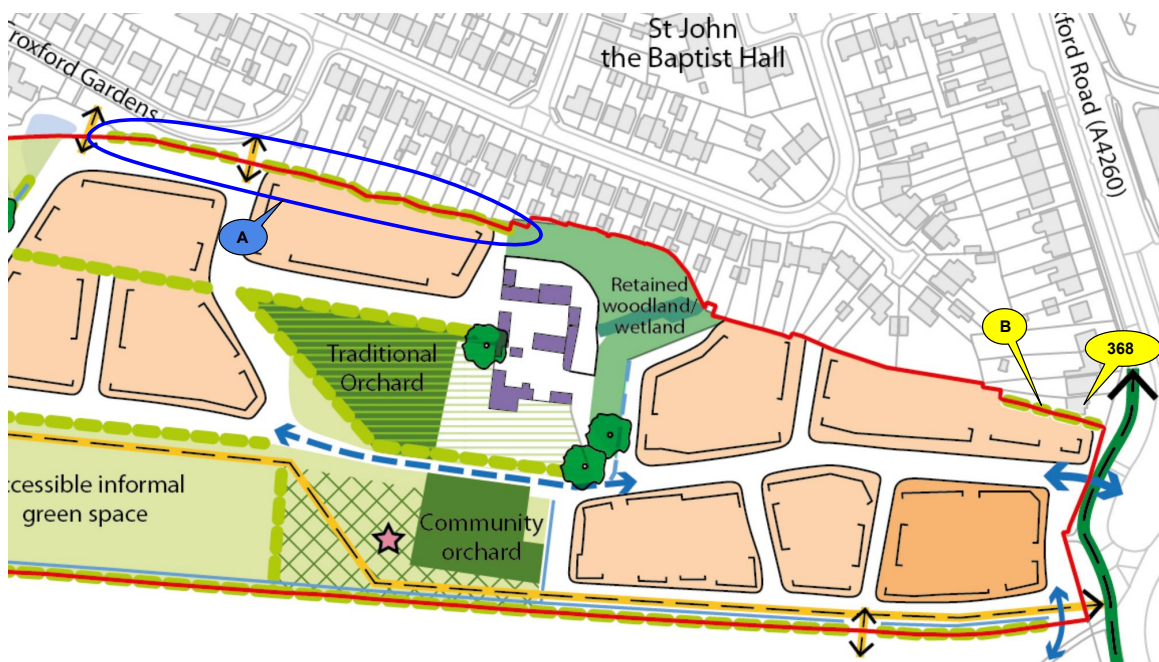 St John
the Baptist Hall
roxford Gardens
xford Road (A4260)
A
Retained
woodland/
wetland
B
368
Traditional
Orchard
ccessible informal
green space
Community
orchard